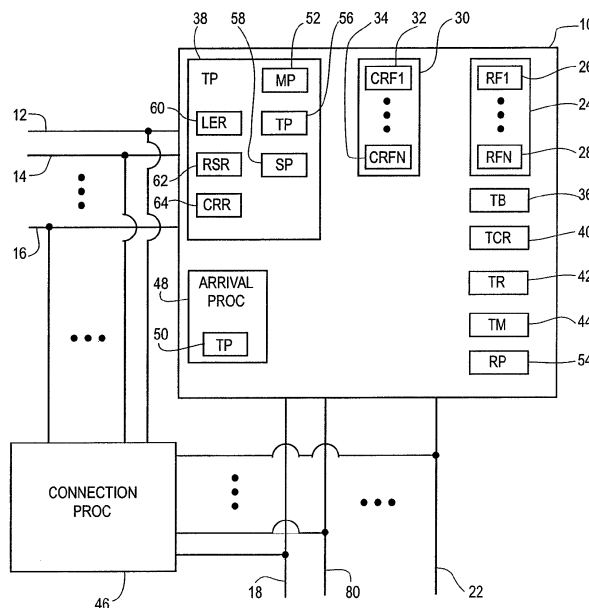 58 38 52 56 34 32 30 10
TP MP CRF1 RF1 26
12 60 LER TP 24
14 RSR SP CRFN RFN 28
62
64 CRR TB 36
16 TCR 40
48 ARRIVAL
PROC
TR 42
50 TP TM 44
RP 54
CONNECTION
PROC
46 18 80 22